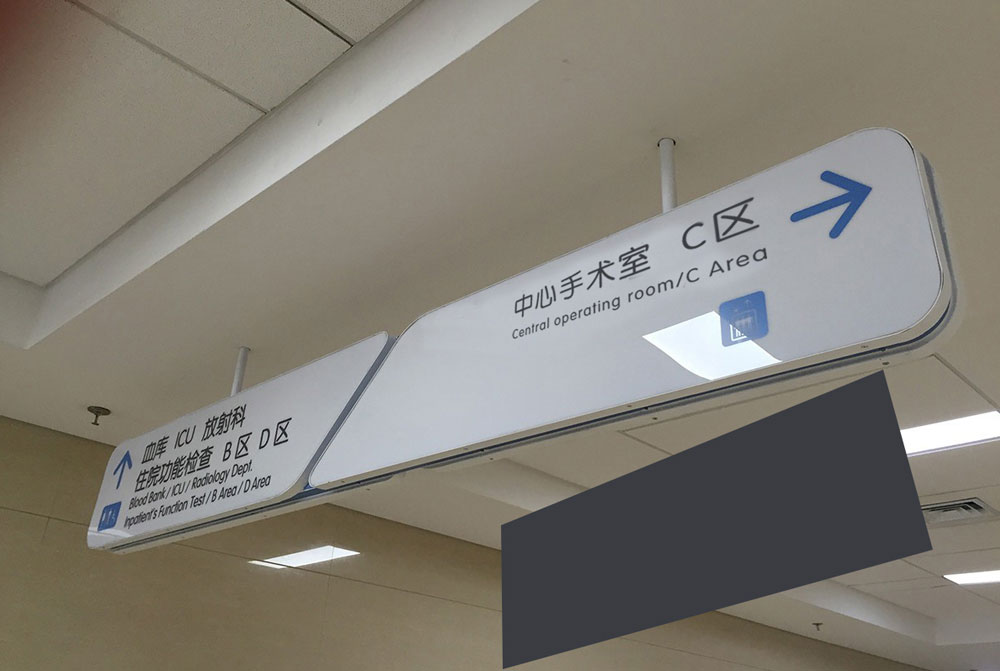 血库 ICU 放射科
住院功能检查 B区 D区
Blood Bank / ICU / Radiology Dept.
Inpatient's Function Test / B Area / D Area
中心手术室 C区
Central operating room/C Area